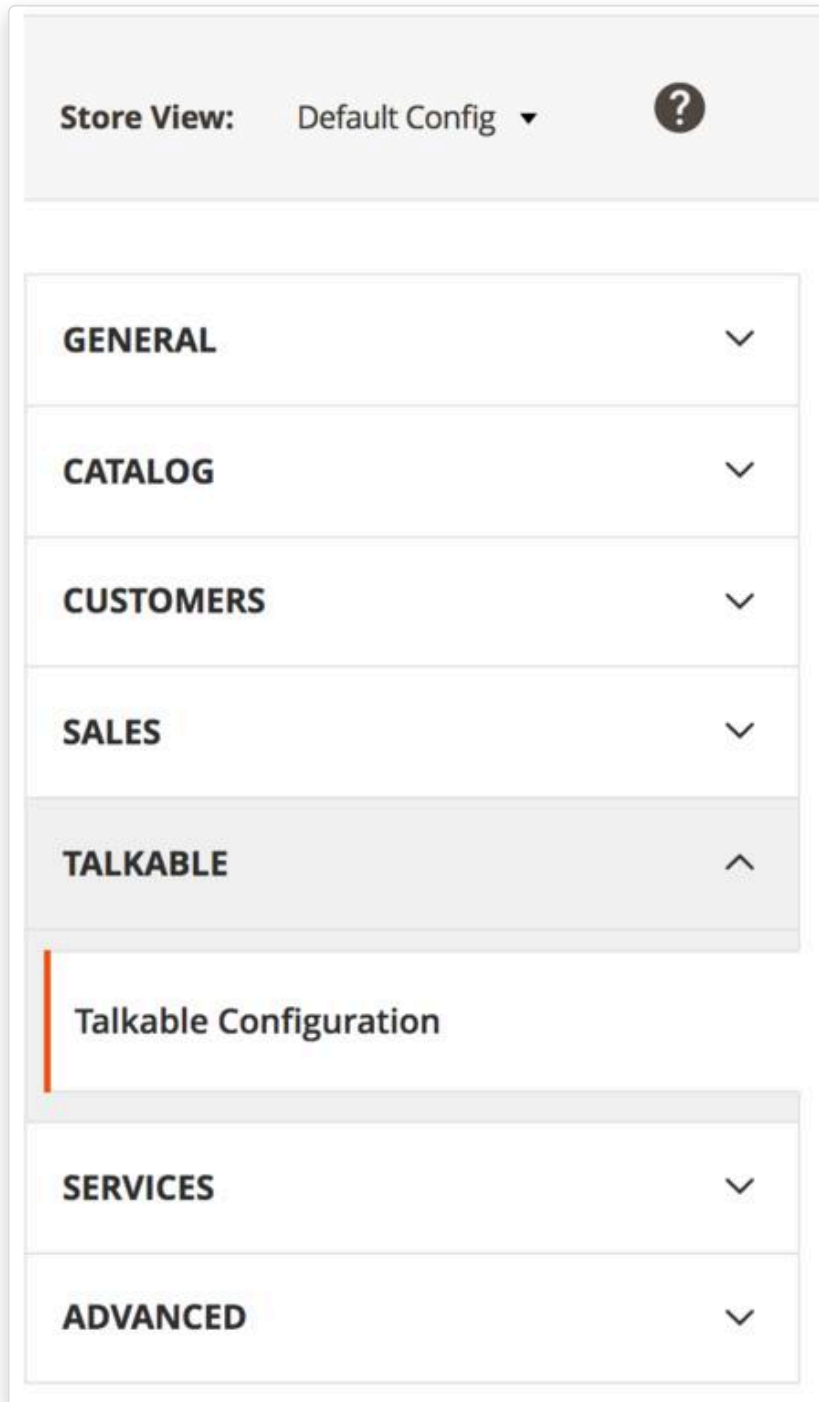 Store View: Default Config ?
GENERAL
CATALOG
CUSTOMERS
SALES
TALKABLE
Talkable Configuration
SERVICES
ADVANCED